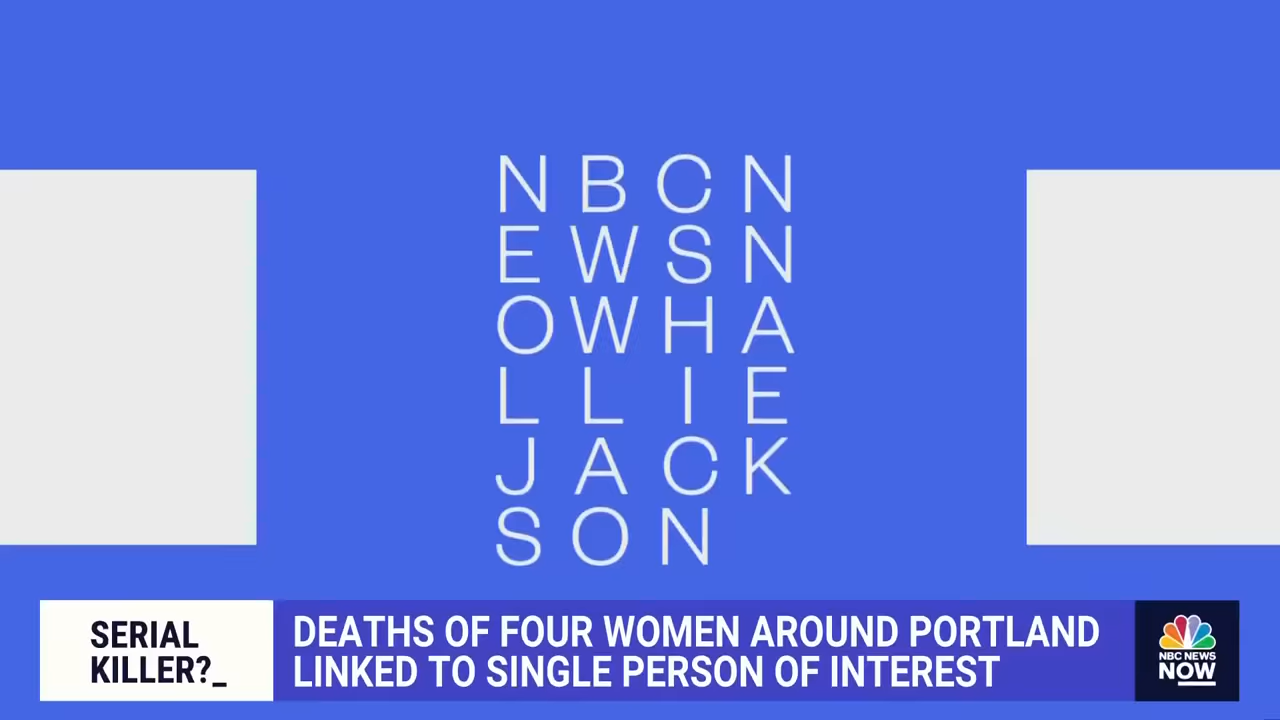 NBCN
EWSN
OWHA
LLIE
JACK
SON
SERIAL
KILLER?_
DEATHS OF FOUR WOMEN AROUND PORTLAND
LINKED TO SINGLE PERSON OF INTEREST
NBC NEWS
NOW